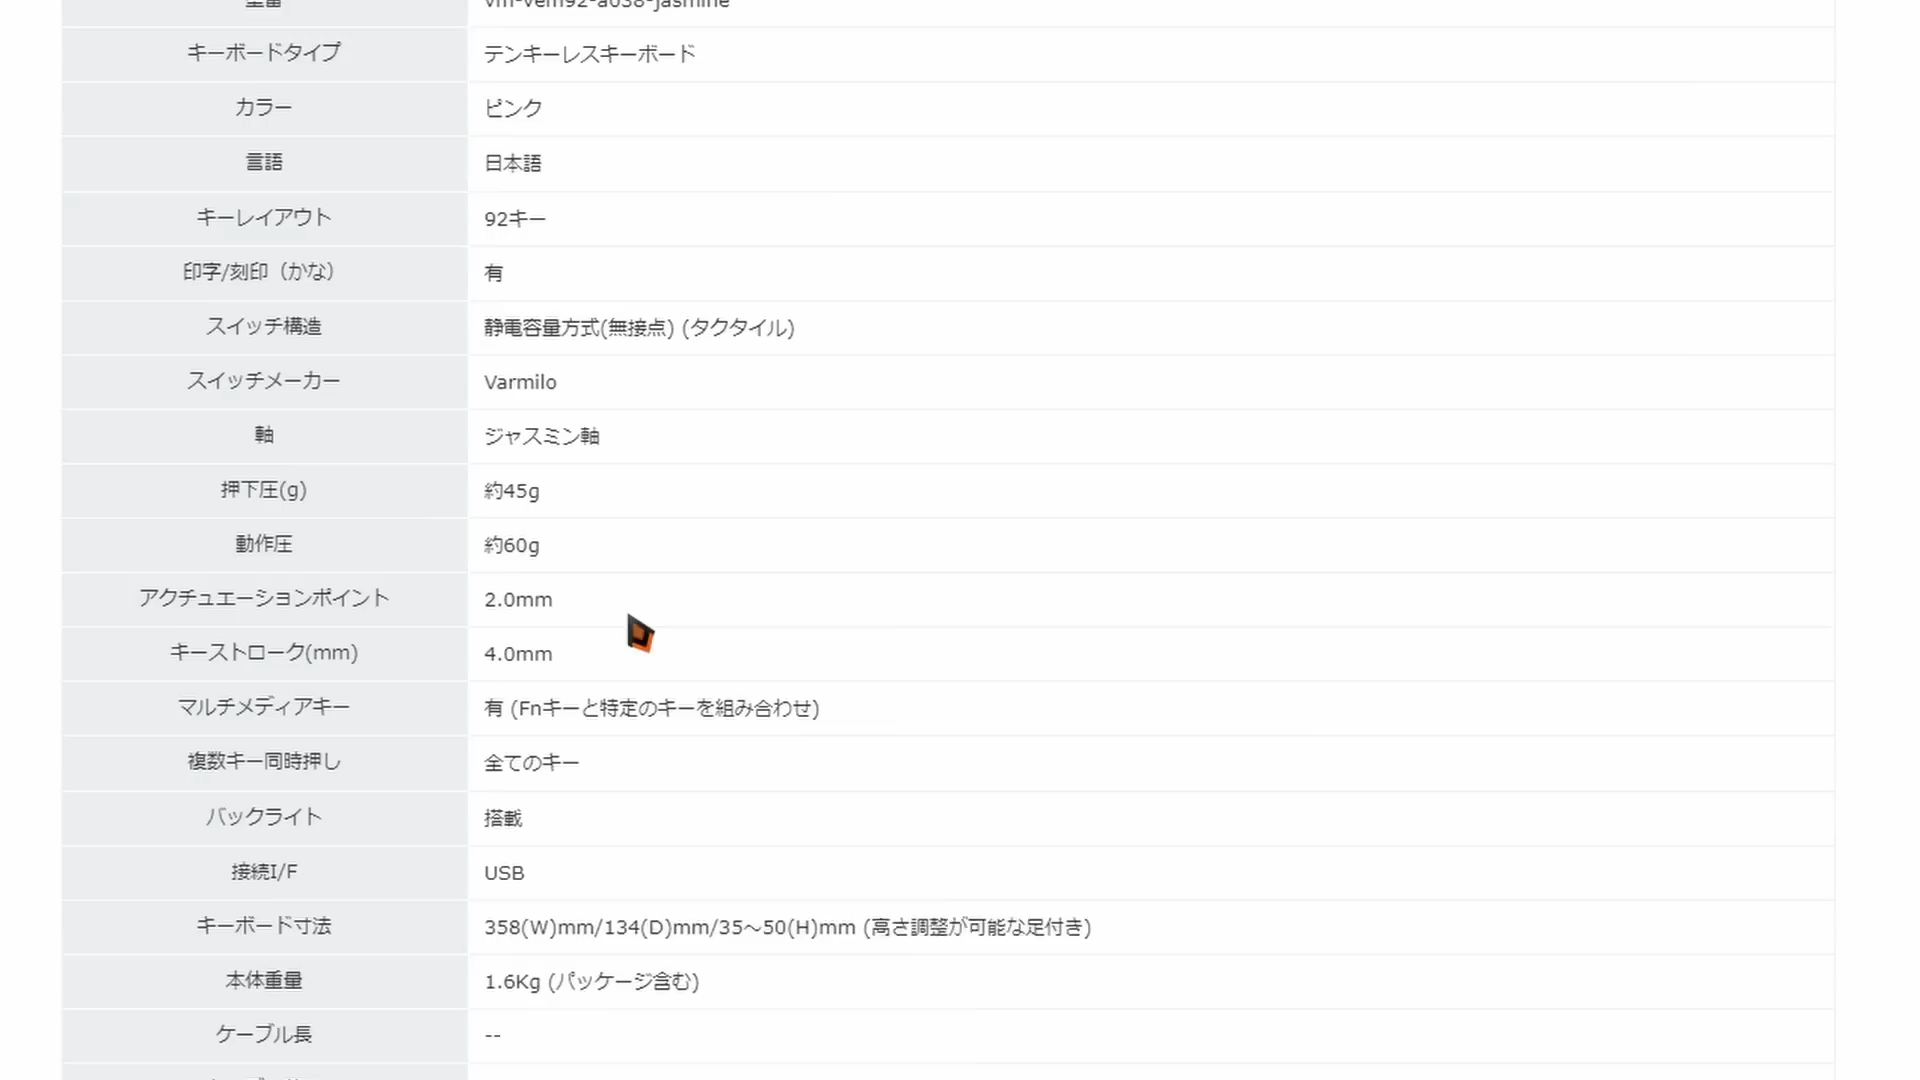 型番 vm-vem92-a038-jasmine
キーボードタイプ テンキーレスキーボード
カラー ピンク
言語 日本語
キーレイアウト 92キー
印字/刻印（かな） 有
スイッチ構造 静電容量方式(無接点) (タクタイル)
スイッチメーカー Varmilo
軸 ジャスミン軸
押下圧(g) 約45g
動作圧 約60g
アクチュエーションポイント 2.0mm
キーストローク(mm) 4.0mm
マルチメディアキー 有 (Fnキーと特定のキーを組み合わせ)
複数キー同時押し 全てのキー
バックライト 搭載
接続I/F USB
キーボード寸法 358(W)mm/134(D)mm/35～50(H)mm (高さ調整が可能な足付き)
本体重量 1.6Kg (パッケージ含む)
ケーブル長 --